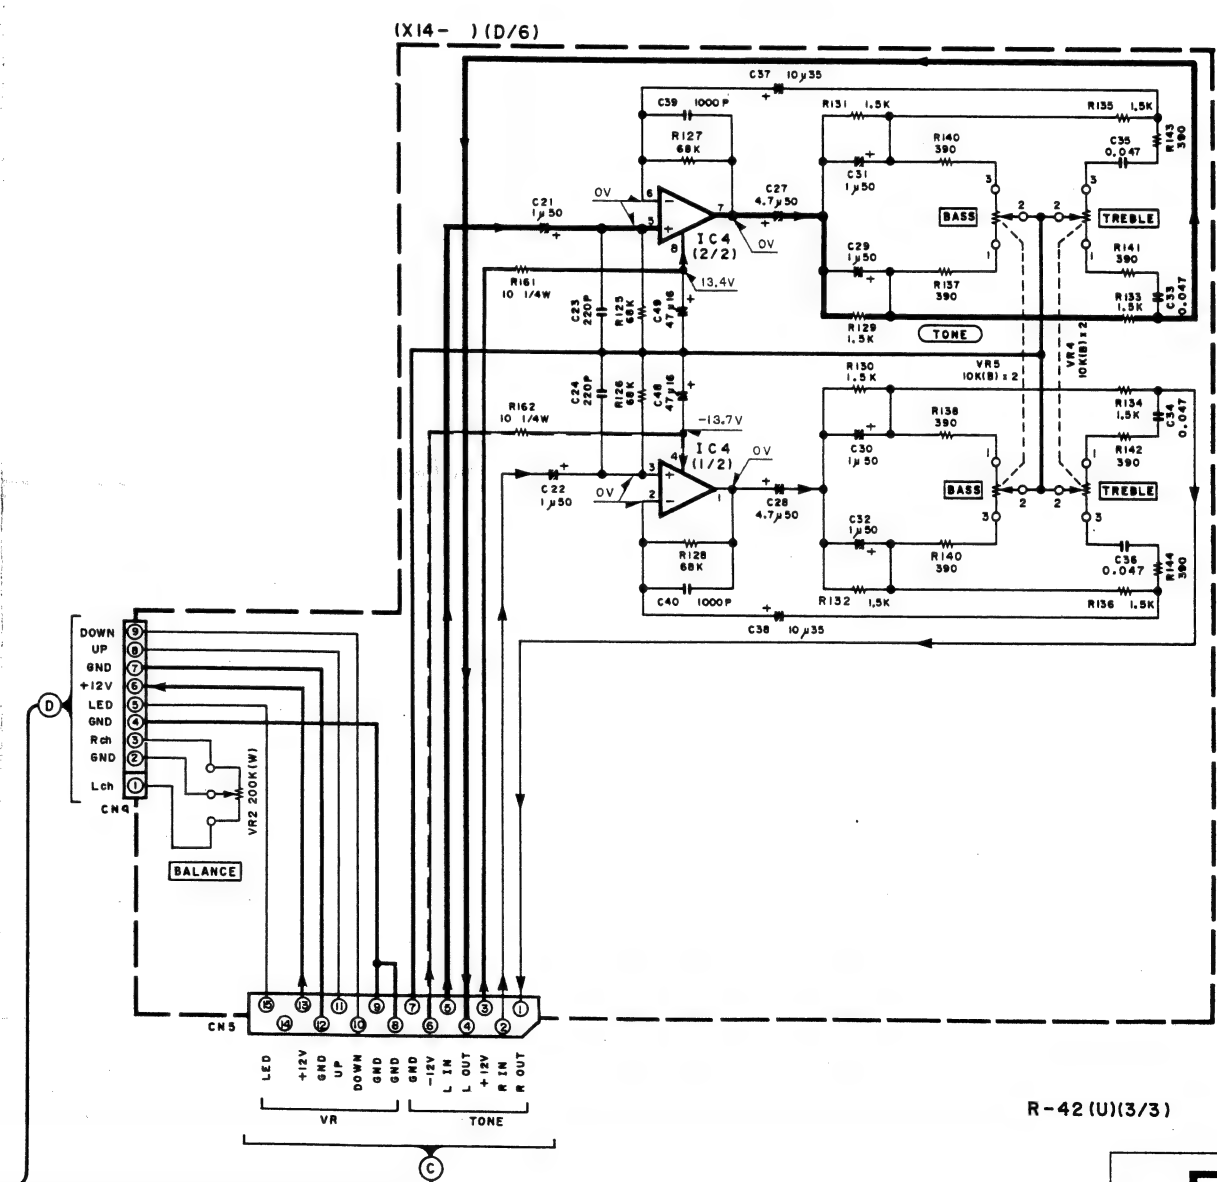 (X14-   )(D/6)
C37 10µ35
C39 1000P
R127
68K
R131 1.5K
R135 1.5K
R143
390
R140
390
C35
0.047
C31
1µ50
0V
C21
1µ50
6
5
7
8
IC4
(2/2)
C27
4.7µ50
0V
3
2
1
BASS
3
2
1
TREBLE
C29
1µ50
R141
390
R161
10 1/4W
13.4V
R137
390
C33
0.047
R133
1.5K
C23
220P
R125
68K
C49
47µ16
R129
1.5K
TONE
VR5
10K(B)×2
VR4
10K(B)×2
C24
220P
R126
68K
C48
47µ16
R130
1.5K
R134
1.5K
C34
0.047
R162
10 1/4W
-13.7V
R138
390
R142
390
IC4
(1/2)
4
0V
C30
1µ50
C22
1µ50
0V
3
2
1
C28
4.7µ50
1
2
3
BASS
1
2
3
TREBLE
C32
1µ50
R128
68K
R140
390
C36
0.047
R144
390
C40 1000P
R132 1.5K
R136 1.5K
C38 10µ35
DOWN 9
UP 8
GND 7
+12V 6
LED 5
GND 4
Rch 3
GND 2
Lch 1
D
CN4
VR2 200K(W)
BALANCE
15 13 11 9 7 5 3 1
14 12 10 8 6 4 2
CN5
LED
+12V
GND
UP
DOWN
GND
GND
GND
-12V
L IN
L OUT
+12V
R IN
R OUT
VR
TONE
C
R-42(U)(3/3)